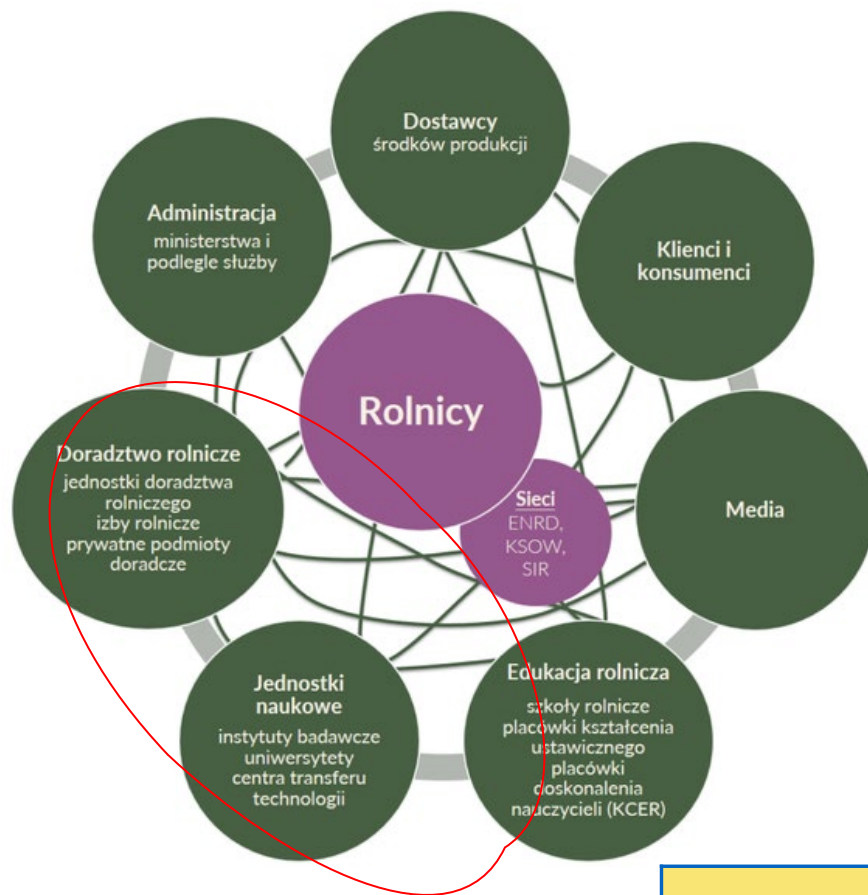 Dostawcy
środków produkcji
Administracja
ministerstwa i
podlegle służby
Klienci i
konsumenci
Rolnicy
Doradztwo rolnicze
jednostki doradztwa
rolniczego
izby rolnicze
prywatne podmioty
doradcze
Sieci
ENRD,
KSOW,
SIR
Media
Jednostki
naukowe
instytuty badawcze
uniwersytety
centra transferu
technologii
Edukacja rolnicza
szkoły rolnicze
placówki kształcenia
ustawicznego
placówki
doskonalenia
nauczycieli (KCER)